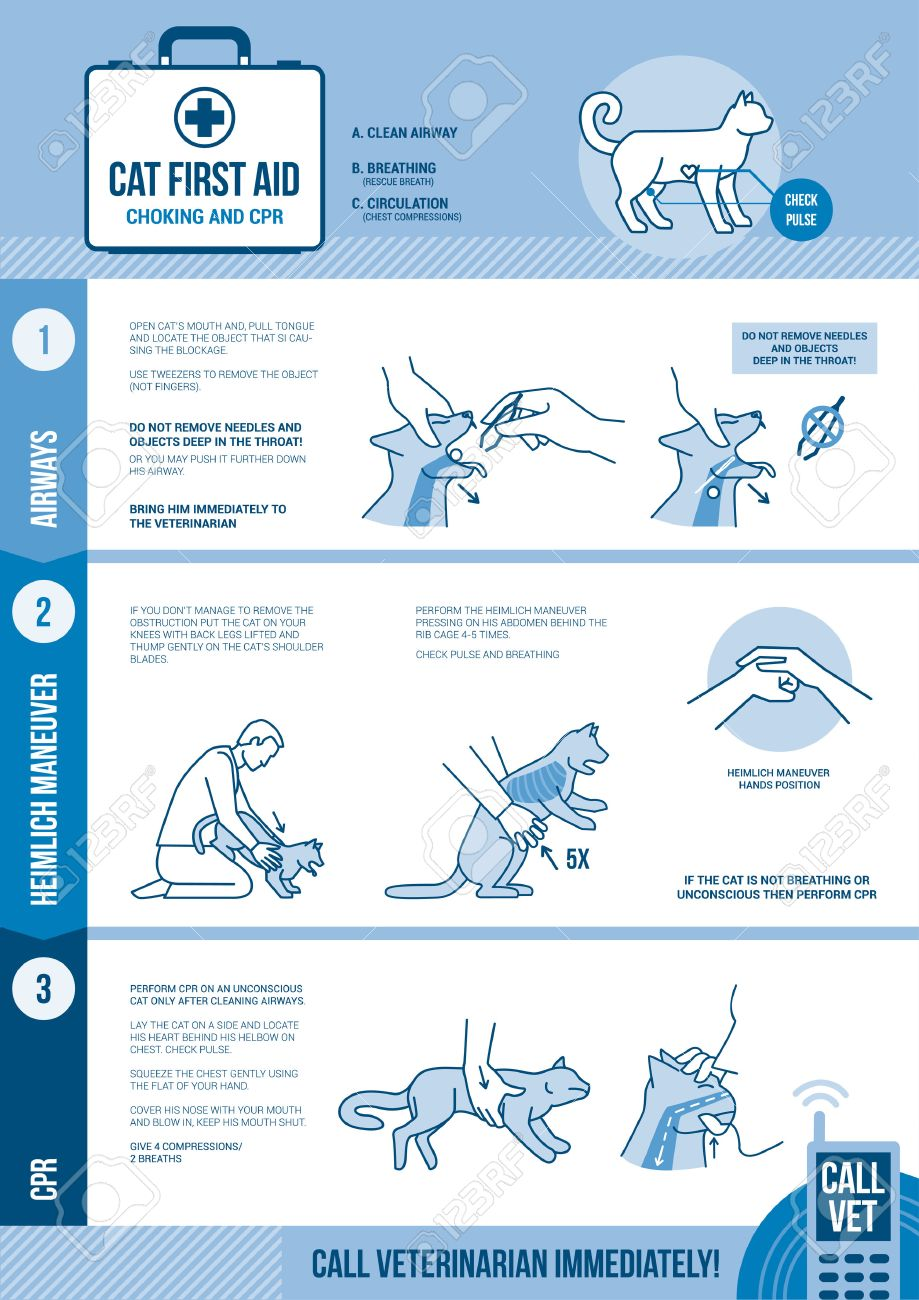 CAT FIRST AID
CHOKING AND CPR
A. CLEAN AIRWAY
B. BREATHING
(RESCUE BREATH)
C. CIRCULATION
(CHEST COMPRESSIONS)
CHECK
PULSE
1
AIRWAYS
OPEN CAT'S MOUTH AND, PULL TONGUE
AND LOCATE THE OBJECT THAT SI CAU-
SING THE BLOCKAGE.
USE TWEEZERS TO REMOVE THE OBJECT
(NOT FINGERS).
DO NOT REMOVE NEEDLES AND
OBJECTS DEEP IN THE THROAT!
OR YOU MAY PUSH IT FURTHER DOWN
HIS AIRWAY.
BRING HIM IMMEDIATELY TO
THE VETERINARIAN
DO NOT REMOVE NEEDLES
AND OBJECTS
DEEP IN THE THROAT!
2
HEIMLICH MANEUVER
IF YOU DON'T MANAGE TO REMOVE THE
OBSTRUCTION PUT THE CAT ON YOUR
KNEES WITH BACK LEGS LIFTED AND
THUMP GENTLY ON THE CAT'S SHOULDER
BLADES.
PERFORM THE HEIMLICH MANEUVER
PRESSING ON HIS ABDOMEN BEHIND THE
RIB CAGE 4-5 TIMES.
CHECK PULSE AND BREATHING
5X
HEIMLICH MANEUVER
HANDS POSITION
IF THE CAT IS NOT BREATHING OR
UNCONSCIOUS THEN PERFORM CPR
3
CPR
PERFORM CPR ON AN UNCONSCIOUS
CAT ONLY AFTER CLEANING AIRWAYS.
LAY THE CAT ON A SIDE AND LOCATE
HIS HEART BEHIND HIS HELBOW ON
CHEST. CHECK PULSE.
SQUEEZE THE CHEST GENTLY USING
THE FLAT OF YOUR HAND.
COVER HIS NOSE WITH YOUR MOUTH
AND BLOW IN, KEEP HIS MOUTH SHUT.
GIVE 4 COMPRESSIONS/
2 BREATHS
CALL
VET
CALL VETERINARIAN IMMEDIATELY!
123RF